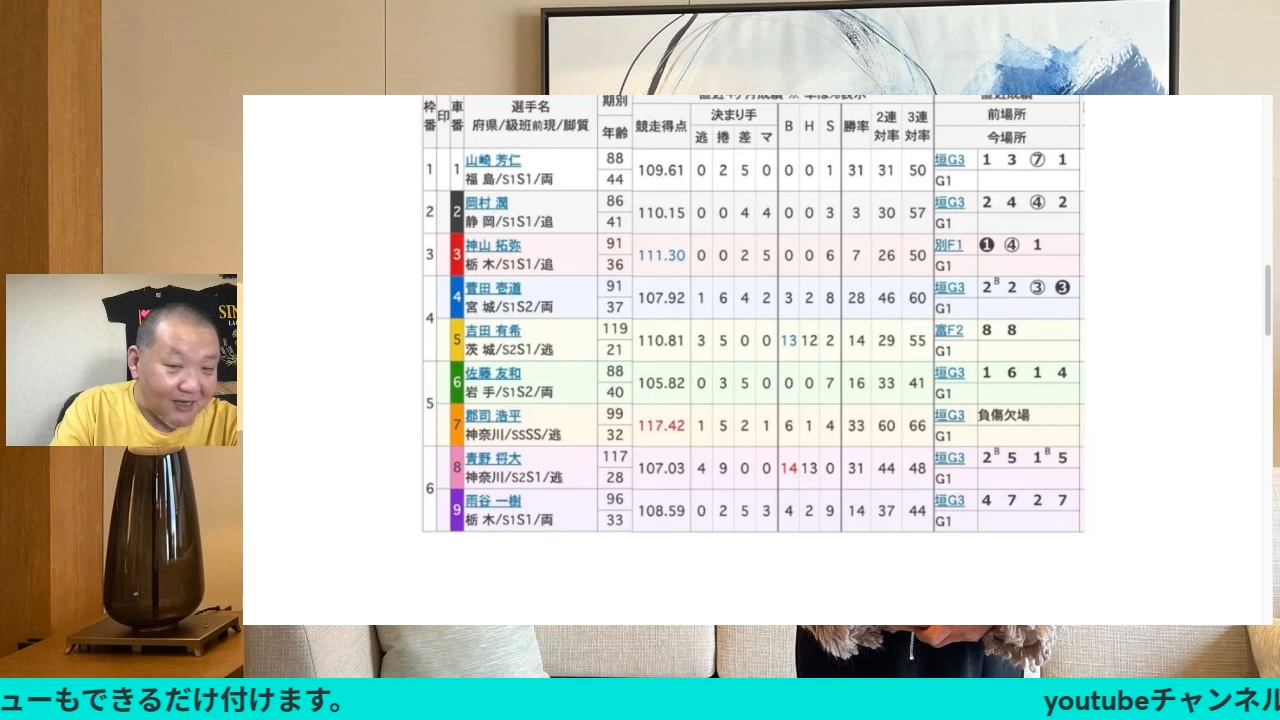 枠番 印 車番 選手名 期別 競走得点 決まり手 B H S 勝率 2連対率 3連対率 前場所
府県/級班前現/脚質 年齢 逃 捲 差 マ 今場所
1 1 山崎 芳仁 88 109.61 0 2 5 0 0 0 1 31 31 50 垣G3 1 3 ⑦ 1
福 島/S1S1/両 44 G1
2 2 岡村 潤 86 110.15 0 0 4 4 0 0 3 3 30 57 垣G3 2 4 ④ 2
静 岡/S1S1/追 41 G1
3 3 神山 拓弥 91 111.30 0 0 2 5 0 0 6 7 26 50 別F1 ❶ ④ 1
栃 木/S1S1/追 36 G1
4 4 菅田 壱道 91 107.92 1 6 4 2 3 2 8 28 46 60 垣G3 2B 2 ③ ❸
宮 城/S1S2/両 37 G1
5 吉田 有希 119 110.81 3 5 0 0 13 12 2 14 29 55 富F2 8 8
茨 城/S2S1/逃 21 G1
5 6 佐藤 友和 88 105.82 0 3 5 0 0 0 7 16 33 41 垣G3 1 6 1 4
岩 手/S1S2/両 40 G1
7 郡司 浩平 99 117.42 1 5 2 1 6 1 4 33 60 66 垣G3 負傷欠場
神奈川/SSSS/逃 32 G1
6 8 青野 将大 117 107.03 4 9 0 0 14 13 0 31 44 48 垣G3 2B 5 1B 5
神奈川/S2S1/逃 28 G1
9 雨谷 一樹 96 108.59 0 2 5 3 4 2 9 14 37 44 垣G3 4 7 2 7
栃 木/S1S1/両 33 G1
ューもできるだけ付けます。 youtubeチャンネル